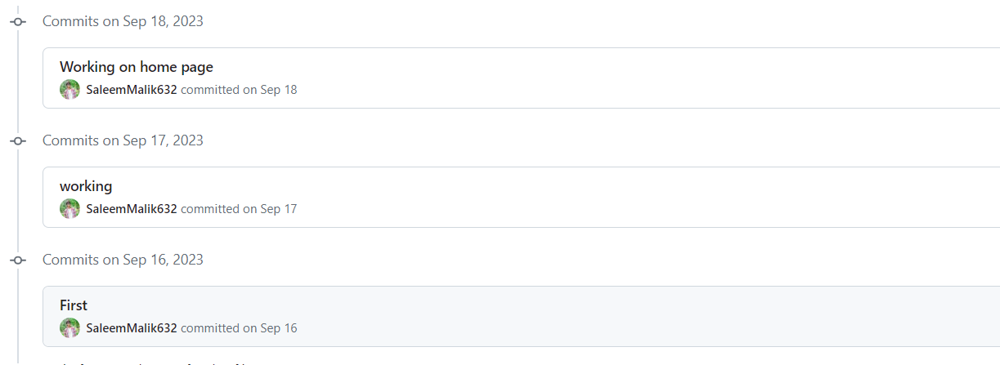 Commits on Sep 18, 2023
Working on home page
SaleemMalik632 committed on Sep 18
Commits on Sep 17, 2023
working
SaleemMalik632 committed on Sep 17
Commits on Sep 16, 2023
First
SaleemMalik632 committed on Sep 16